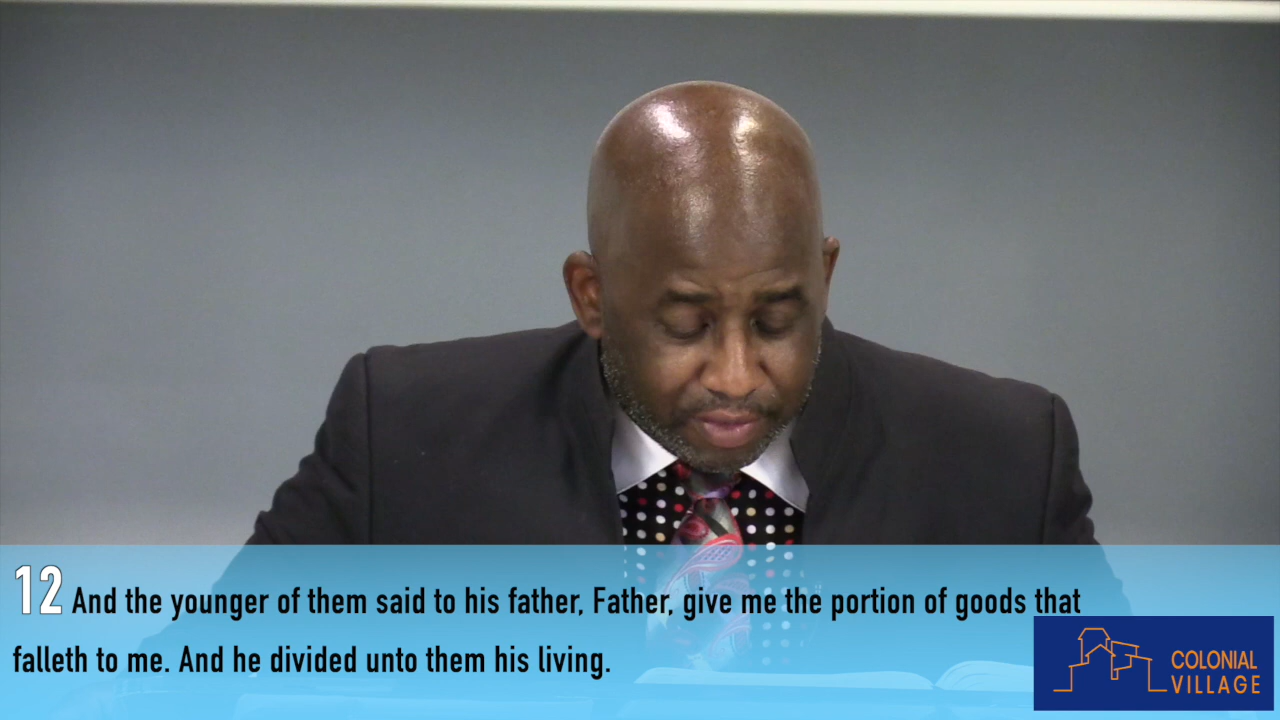 12 And the younger of them said to his father, Father, give me the portion of goods that
falleth to me. And he divided unto them his living.
COLONIAL
VILLAGE